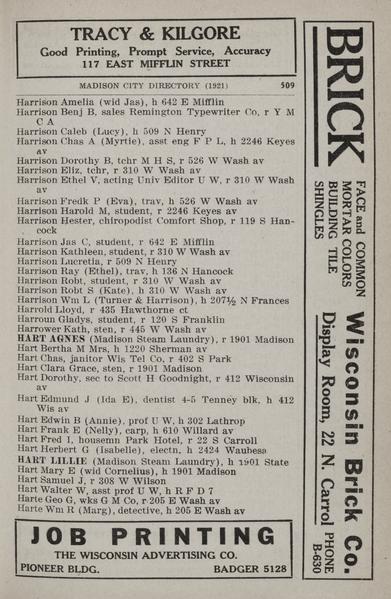 TRACY & KILGORE
Good Printing, Prompt Service, Accuracy
117 EAST MIFFLIN STREET
MADISON CITY DIRECTORY (1921) 509
Harrison Amelia (wid Jas), h 642 E Mifflin
Harrison Benj B, sales Remington Typewriter Co, r Y M
C A
Harrison Caleb (Lucy), h 509 N Henry
Harrison Chas A (Myrtie), asst eng F P L, h 2246 Keyes
av
Harrison Dorothy B, tchr M H S, r 526 W Wash av
Harrison Eliz, tchr, r 310 W Wash av
Harrison Ethel V, acting Univ Editor U W, r 310 W Wash
av
Harrison Fredk P (Eva), trav, h 526 W Wash av
Harrison Harold M, student, r 2246 Keyes av
Harrison Hester, chiropodist Comfort Shop, r 119 S Han-
cock
Harrison Jas C, student, r 642 E Mifflin
Harrison Kathleen, student, r 310 W Wash av
Harrison Lucretia, r 509 N Henry
Harrison Ray (Ethel), trav, h 136 N Hancock
Harrison Robt, student, r 310 W Wash av
Harrison Robt S (Kate), h 310 W Wash av
Harrison Wm L (Turner & Harrison), h 207½ N Frances
Harrold Lloyd, r 435 Hawthorne ct
Harroun Gladys, student, r 120 S Franklin
Harrower Kath, sten, r 445 W Wash av
HART AGNES (Madison Steam Laundry), r 1901 Madison
Hart Bertha M Mrs, h 1220 Sherman av
Hart Chas, janitor Wis Tel Co, r 402 S Park
Hart Clara Grace, sten, r 1901 Madison
Hart Dorothy, sec to Scott H Goodnight, r 412 Wisconsin
av
Hart Edmund J (Ida E), dentist 4-5 Tenney blk, h 412
Wis av
Hart Edwin B (Annie), prof U W, h 302 Lathrop
Hart Frank E (Nelly), carp, h 610 Willard av
Hart Fred I, housemn Park Hotel, r 22 S Carroll
Hart Herbert G (Isabelle), electn, h 2424 Waubesa
HART LILLIE (Madison Steam Laundry), h 1901 State
Hart Mary E (wid Cornelius), h 1901 Madison
Hart Samuel J, r 308 W Wilson
Hart Walter W, asst prof U W, h R F D 7
Harte Geo G, wks G M Co, r 205 E Wash av
Harte Wm R (Marg), detective, h 205 E Wash av
JOB PRINTING
THE WISCONSIN ADVERTISING CO.
PIONEER BLDG. BADGER 5128
BRICK
FACE and COMMON
MORTAR COLORS
BUILDING TILE
SHINGLES
Wisconsin Brick Co.
Display Room, 22 N. Carrol
PHONE
B-630